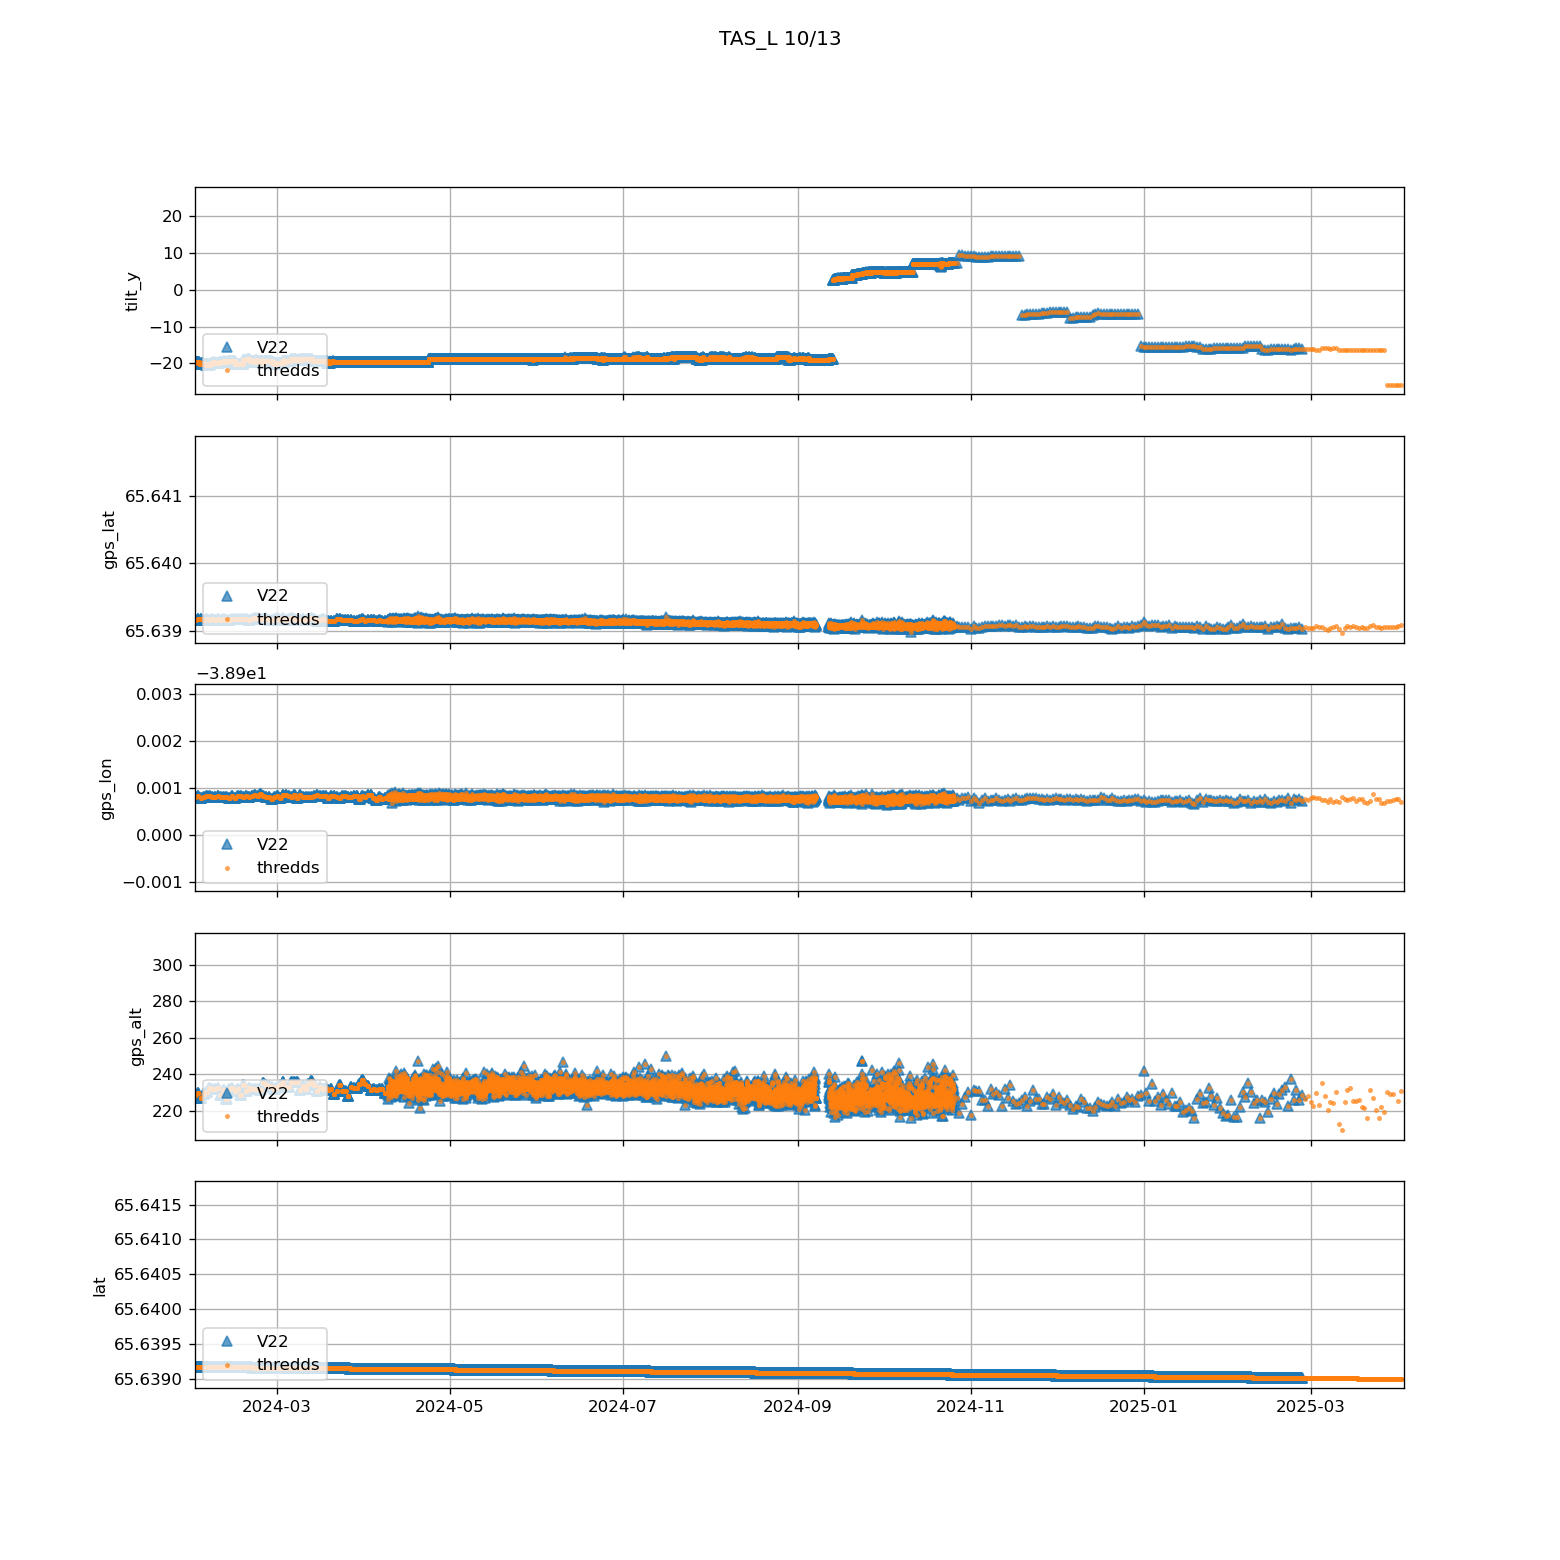 TAS_L 10/13
20
10
0
−10
−20
tilt_y
V22
thredds
65.641
65.640
65.639
gps_lat
V22
thredds
−3.89e1
0.003
0.002
0.001
0.000
−0.001
gps_lon
V22
thredds
300
280
260
240
220
gps_alt
V22
thredds
65.6415
65.6410
65.6405
65.6400
65.6395
65.6390
lat
V22
thredds
2024-03
2024-05
2024-07
2024-09
2024-11
2025-01
2025-03